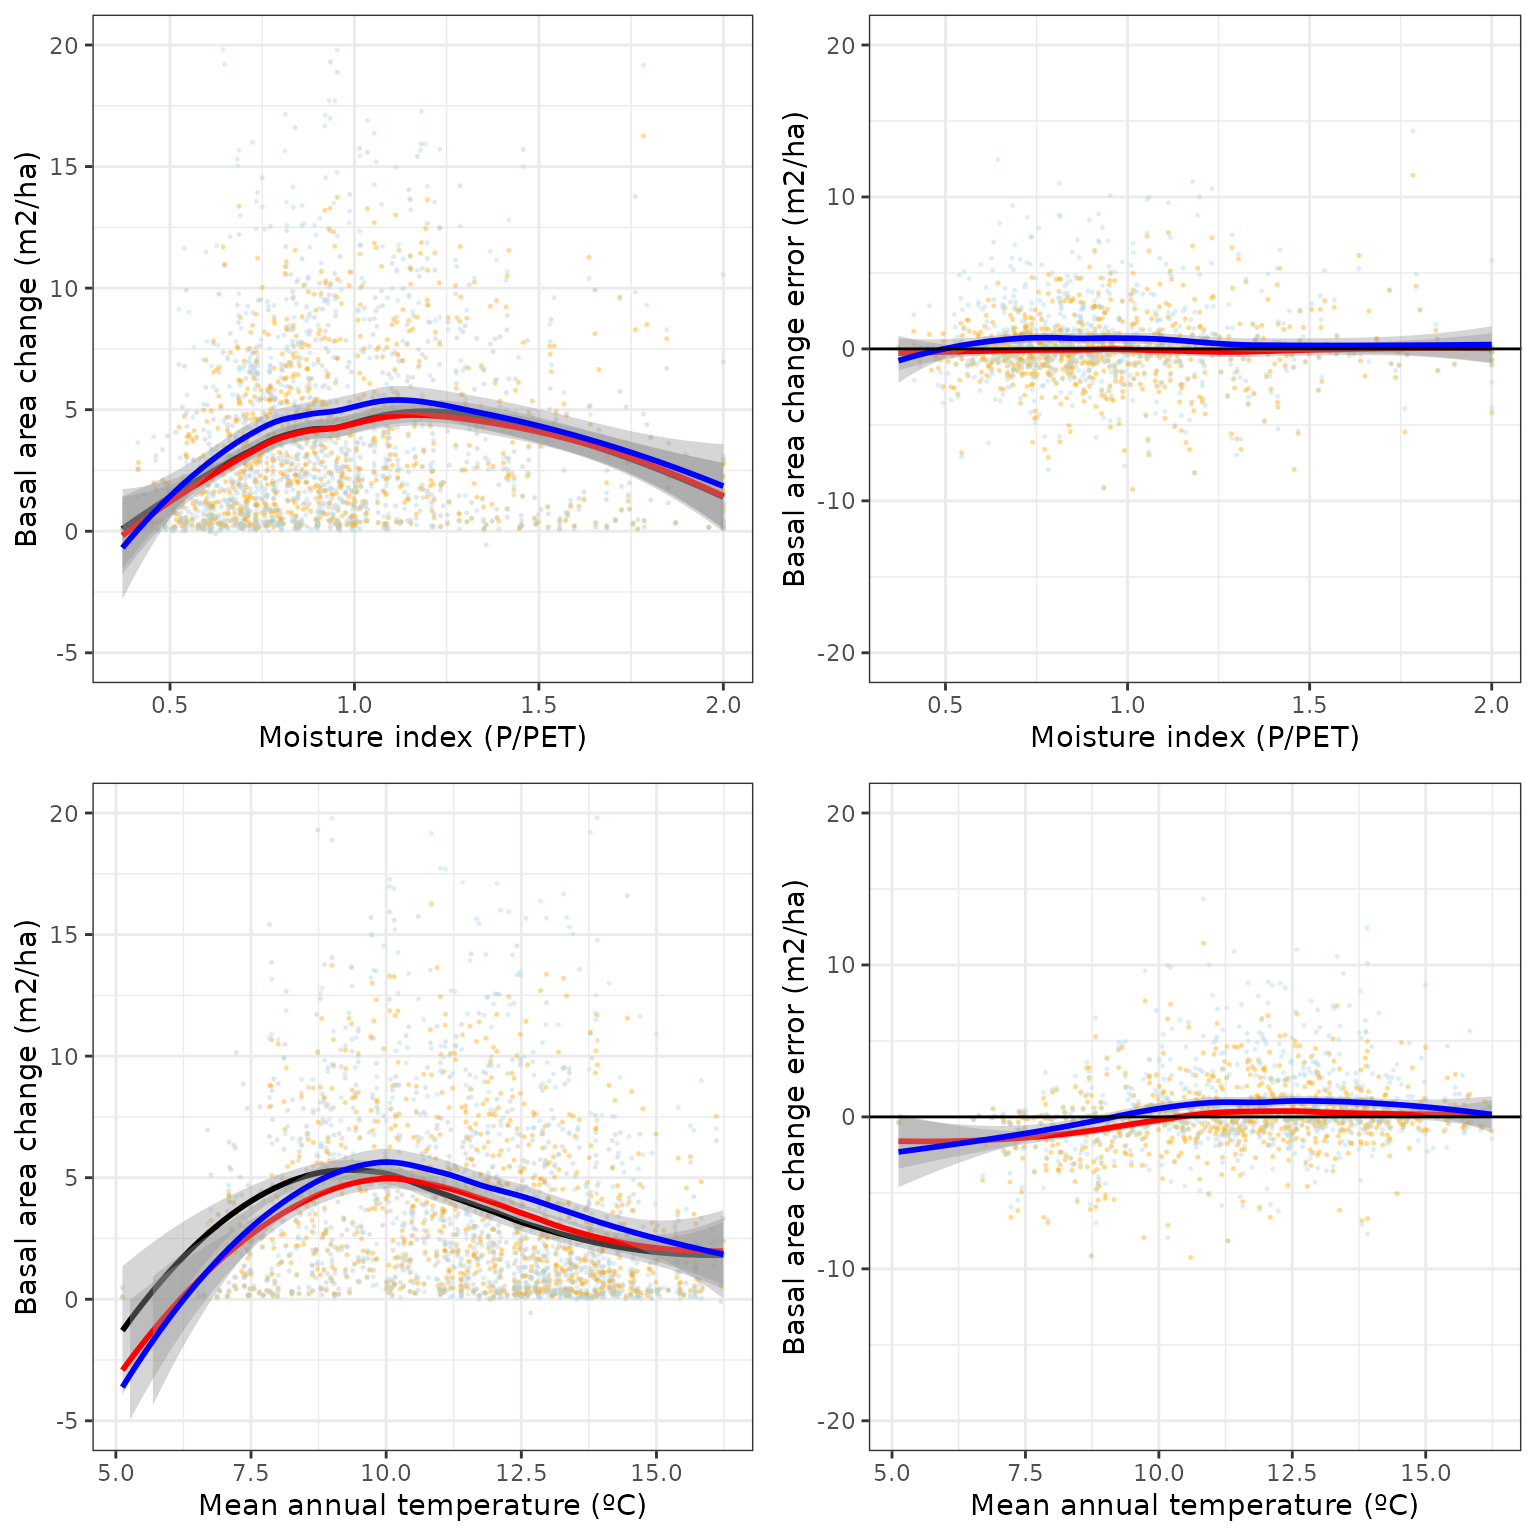 Basal area change (m2/ha)
20
15
10
5
0
-5
0.5 1.0 1.5 2.0
Moisture index (P/PET)
Basal area change error (m2/ha)
20
10
0
-10
-20
0.5 1.0 1.5 2.0
Moisture index (P/PET)
Basal area change (m2/ha)
20
15
10
5
0
-5
5.0 7.5 10.0 12.5 15.0
Mean annual temperature (ºC)
Basal area change error (m2/ha)
20
10
0
-10
-20
5.0 7.5 10.0 12.5 15.0
Mean annual temperature (ºC)